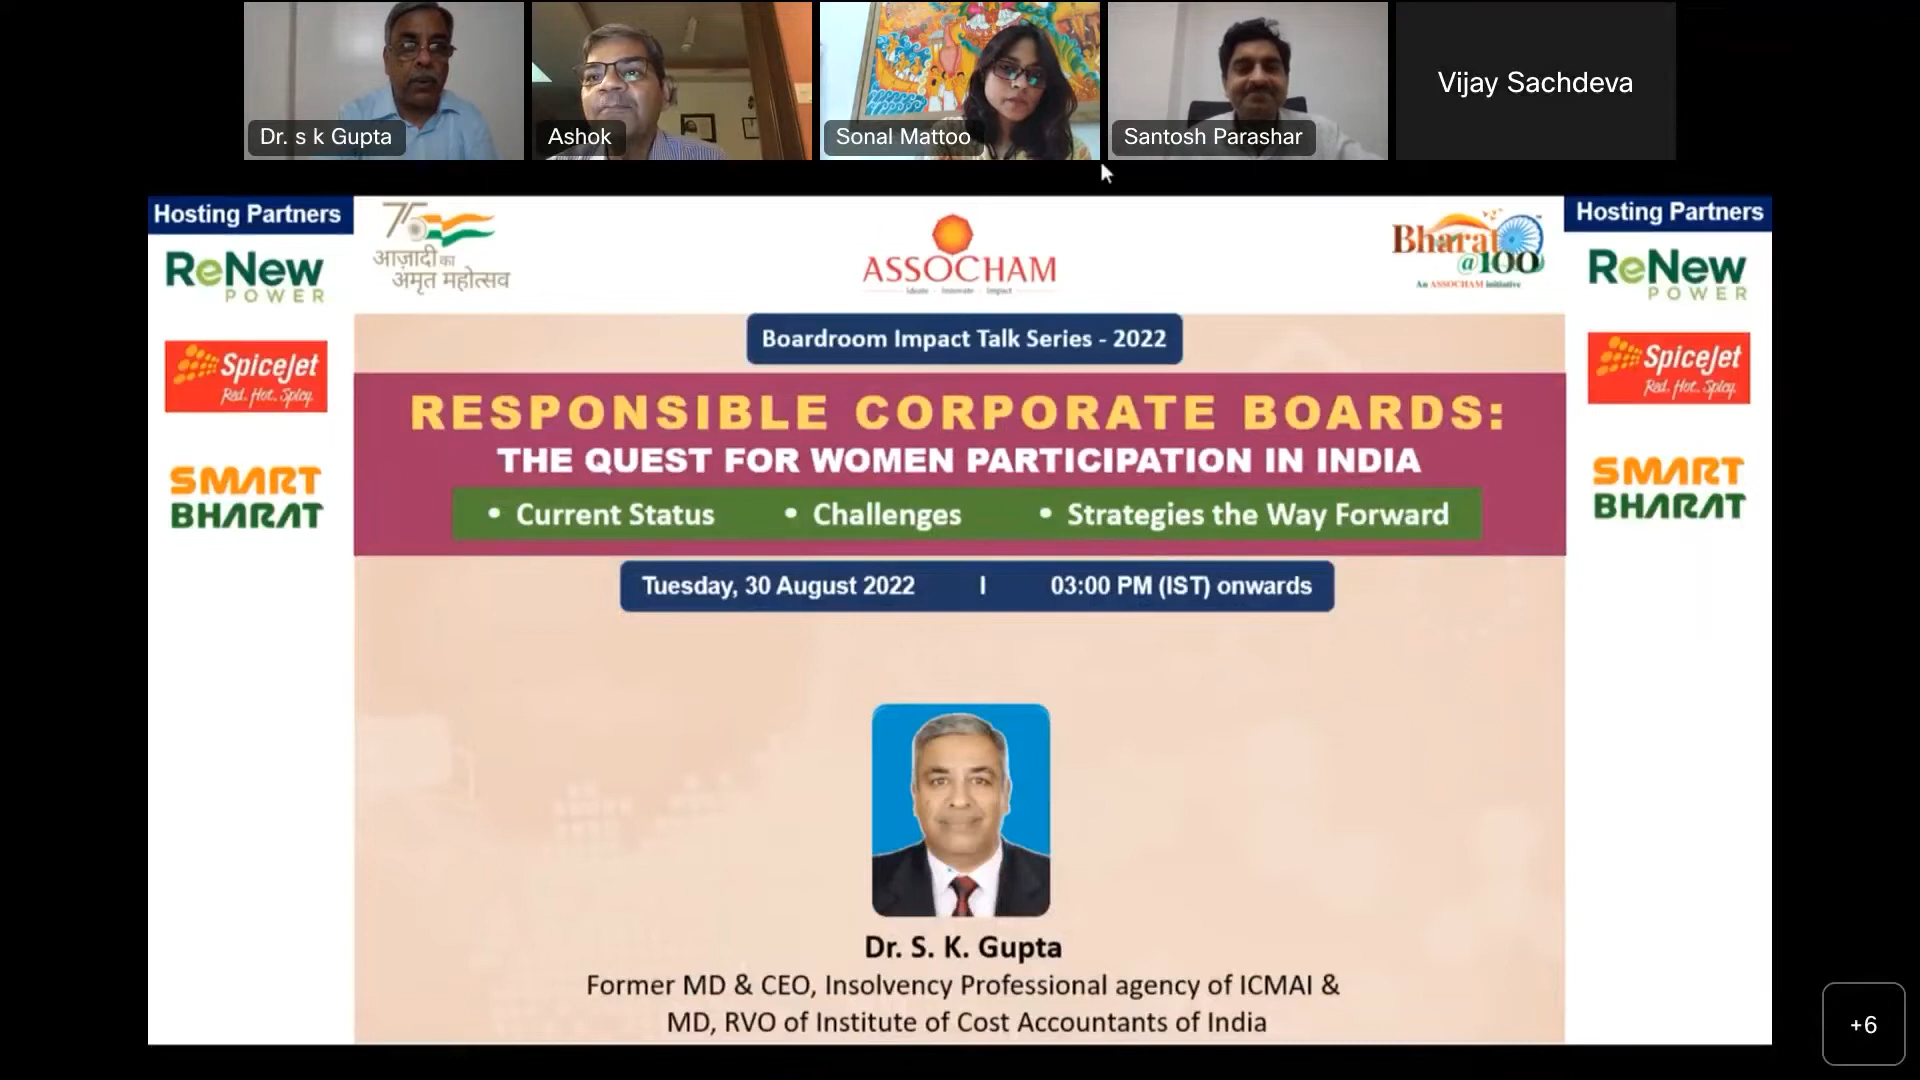 Dr. s k Gupta
Ashok
Sonal Mattoo
Santosh Parashar
Vijay Sachdeva
Hosting Partners
ReNew
POWER
SpiceJet
Red. Hot. Spicy.
SMART
BHARAT
75
आज़ादी का
अमृत महोत्सव
ASSOCHAM
Ideate · Innovate · Impact
Bharat
@100
An ASSOCHAM initiative
Hosting Partners
ReNew
POWER
SpiceJet
Red. Hot. Spicy.
SMART
BHARAT
Boardroom Impact Talk Series - 2022
RESPONSIBLE CORPORATE BOARDS:
THE QUEST FOR WOMEN PARTICIPATION IN INDIA
• Current Status • Challenges • Strategies the Way Forward
Tuesday, 30 August 2022 I 03:00 PM (IST) onwards
Dr. S. K. Gupta
Former MD & CEO, Insolvency Professional agency of ICMAI &
MD, RVO of Institute of Cost Accountants of India
+6